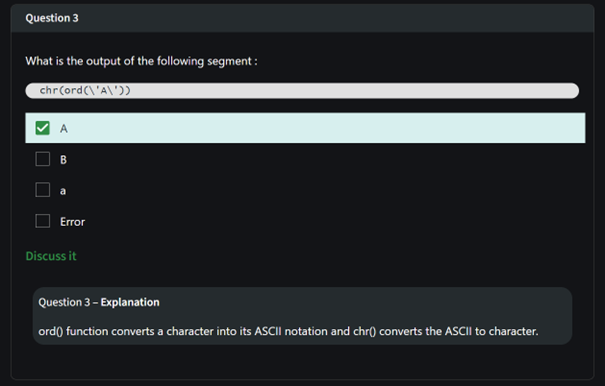 Question 3
What is the output of the following segment :
chr(ord(\'A\'))
A
B
a
Error
Discuss it
Question 3 – Explanation
ord() function converts a character into its ASCII notation and chr() converts the ASCII to character.